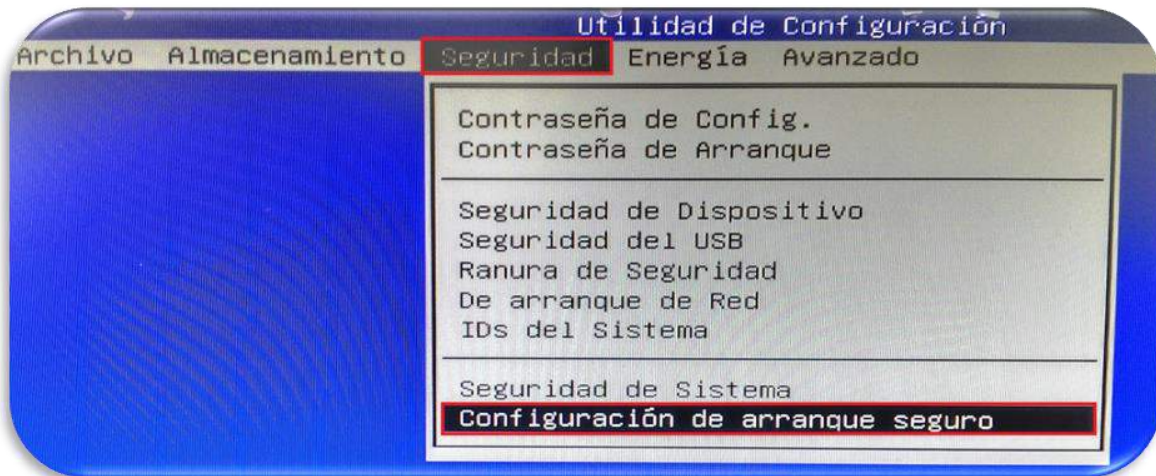 Utilidad de Configuración
Archivo Almacenamiento Seguridad Energía Avanzado
Contraseña de Config.
Contraseña de Arranque
Seguridad de Dispositivo
Seguridad del USB
Ranura de Seguridad
De arranque de Red
IDs del Sistema
Seguridad de Sistema
Configuración de arranque seguro